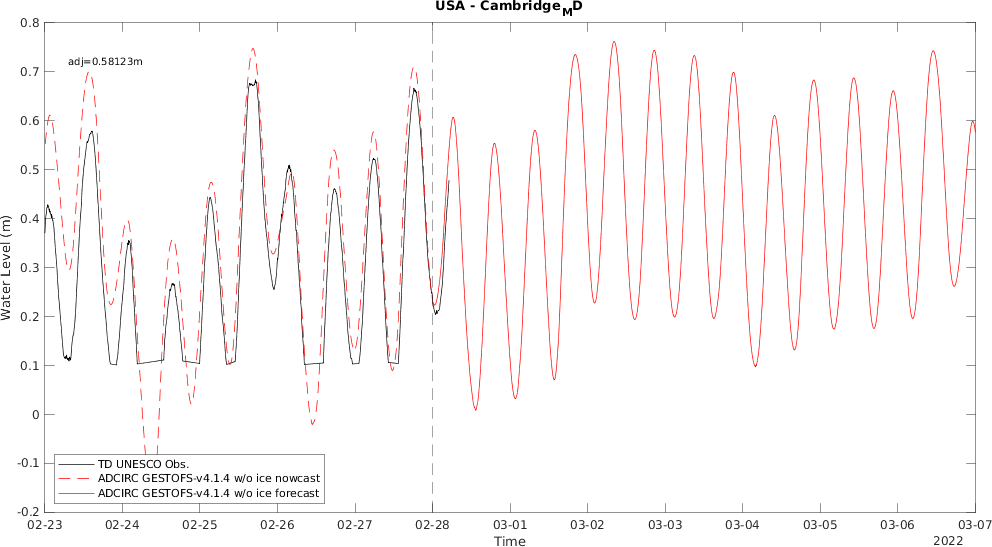 USA - Cambridge_MD
adj=0.58123m
Water Level (m)
0.8
0.7
0.6
0.5
0.4
0.3
0.2
0.1
0
-0.1
-0.2
TD UNESCO Obs.
ADCIRC GESTOFS-v4.1.4 w/o ice nowcast
ADCIRC GESTOFS-v4.1.4 w/o ice forecast
02-23 02-24 02-25 02-26 02-27 02-28 03-01 03-02 03-03 03-04 03-05 03-06 03-07
Time
2022